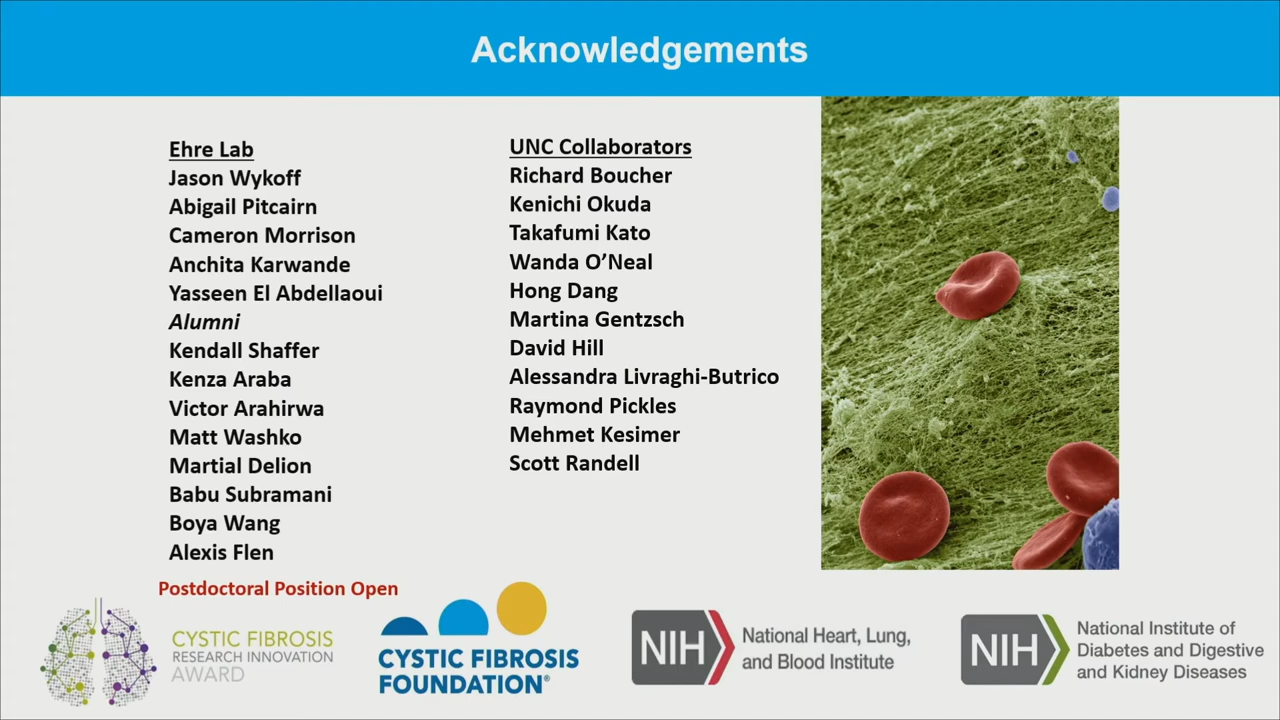 Acknowledgements
Ehre Lab
Jason Wykoff
Abigail Pitcairn
Cameron Morrison
Anchita Karwande
Yasseen El Abdellaoui
Alumni
Kendall Shaffer
Kenza Araba
Victor Arahirwa
Matt Washko
Martial Delion
Babu Subramani
Boya Wang
Alexis Flen
Postdoctoral Position Open
UNC Collaborators
Richard Boucher
Kenichi Okuda
Takafumi Kato
Wanda O’Neal
Hong Dang
Martina Gentzsch
David Hill
Alessandra Livraghi-Butrico
Raymond Pickles
Mehmet Kesimer
Scott Randell
CYSTIC FIBROSIS
RESEARCH INNOVATION
AWARD
CYSTIC FIBROSIS
FOUNDATION®
NIH
National Heart, Lung,
and Blood Institute
NIH
National Institute of
Diabetes and Digestive
and Kidney Diseases